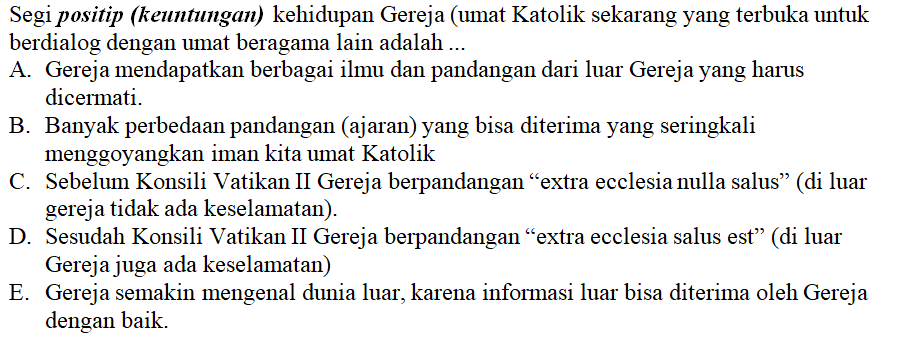 Segi positip (keuntungan) kehidupan Gereja (umat Katolik sekarang yang terbuka untuk
berdialog dengan umat beragama lain adalah ...
A. Gereja mendapatkan berbagai ilmu dan pandangan dari luar Gereja yang harus
dicermati.
B. Banyak perbedaan pandangan (ajaran) yang bisa diterima yang seringkali
menggoyangkan iman kita umat Katolik
C. Sebelum Konsili Vatikan II Gereja berpandangan “extra ecclesia nulla salus” (di luar
gereja tidak ada keselamatan).
D. Sesudah Konsili Vatikan II Gereja berpandangan “extra ecclesia salus est” (di luar
Gereja juga ada keselamatan)
E. Gereja semakin mengenal dunia luar, karena informasi luar bisa diterima oleh Gereja
dengan baik.